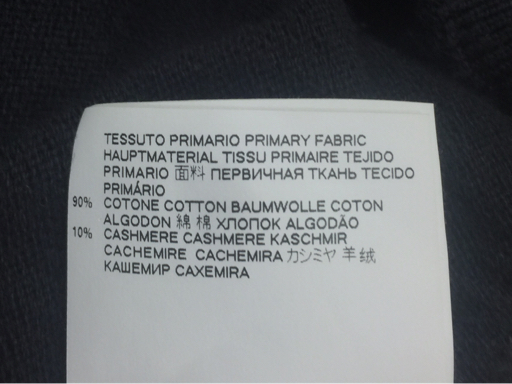 TESSUTO PRIMARIO PRIMARY FABRIC
HAUPTMATERIAL TISSU PRIMAIRE TEJIDO
PRIMARIO 面料 ПЕРВИЧНАЯ ТКАНЬ TECIDO
PRIMÁRIO
90% COTONE COTTON BAUMWOLLE COTON
ALGODON 綿 棉 ХЛОПОК ALGODÃO
10% CASHMERE CASHMERE KASCHMIR
CACHEMIRE CACHEMIRA カシミヤ 羊绒
КАШЕМИР CAXEMIRA